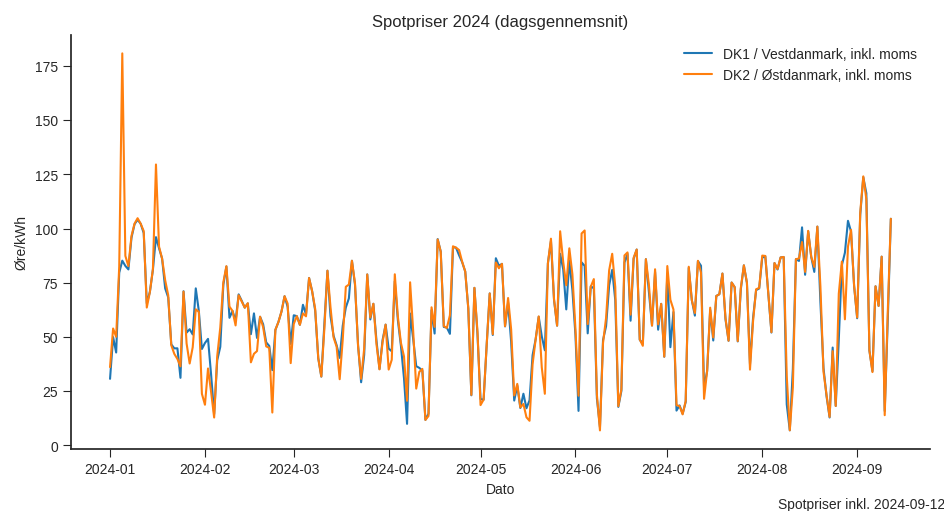 Spotpriser 2024 (dagsgennemsnit)
DK1 / Vestdanmark, inkl. moms
DK2 / Østdanmark, inkl. moms
175
150
125
100
75
50
25
0
Øre/kWh
2024-01 2024-02 2024-03 2024-04 2024-05 2024-06 2024-07 2024-08 2024-09
Dato
Spotpriser inkl. 2024-09-12